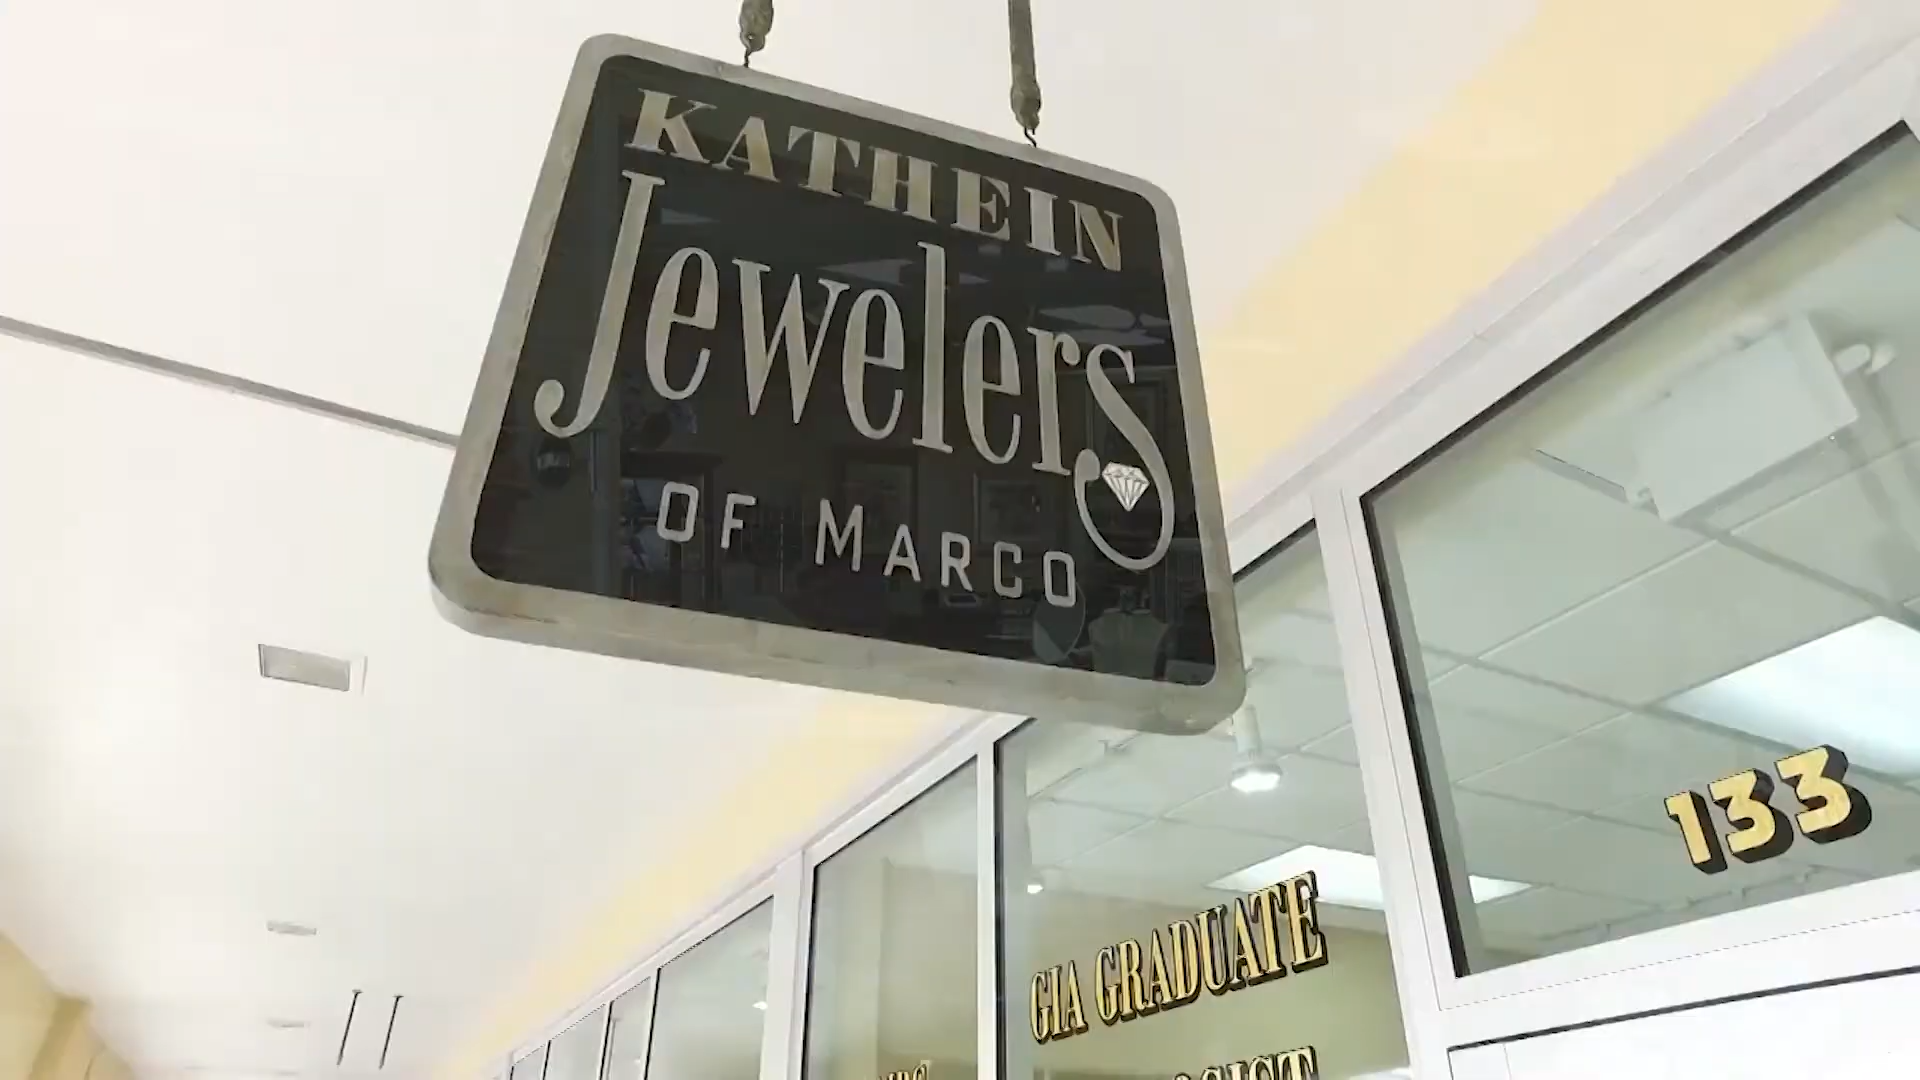 KATHEIN
Jewelers
OF MARCO
133
GIA GRADUATE